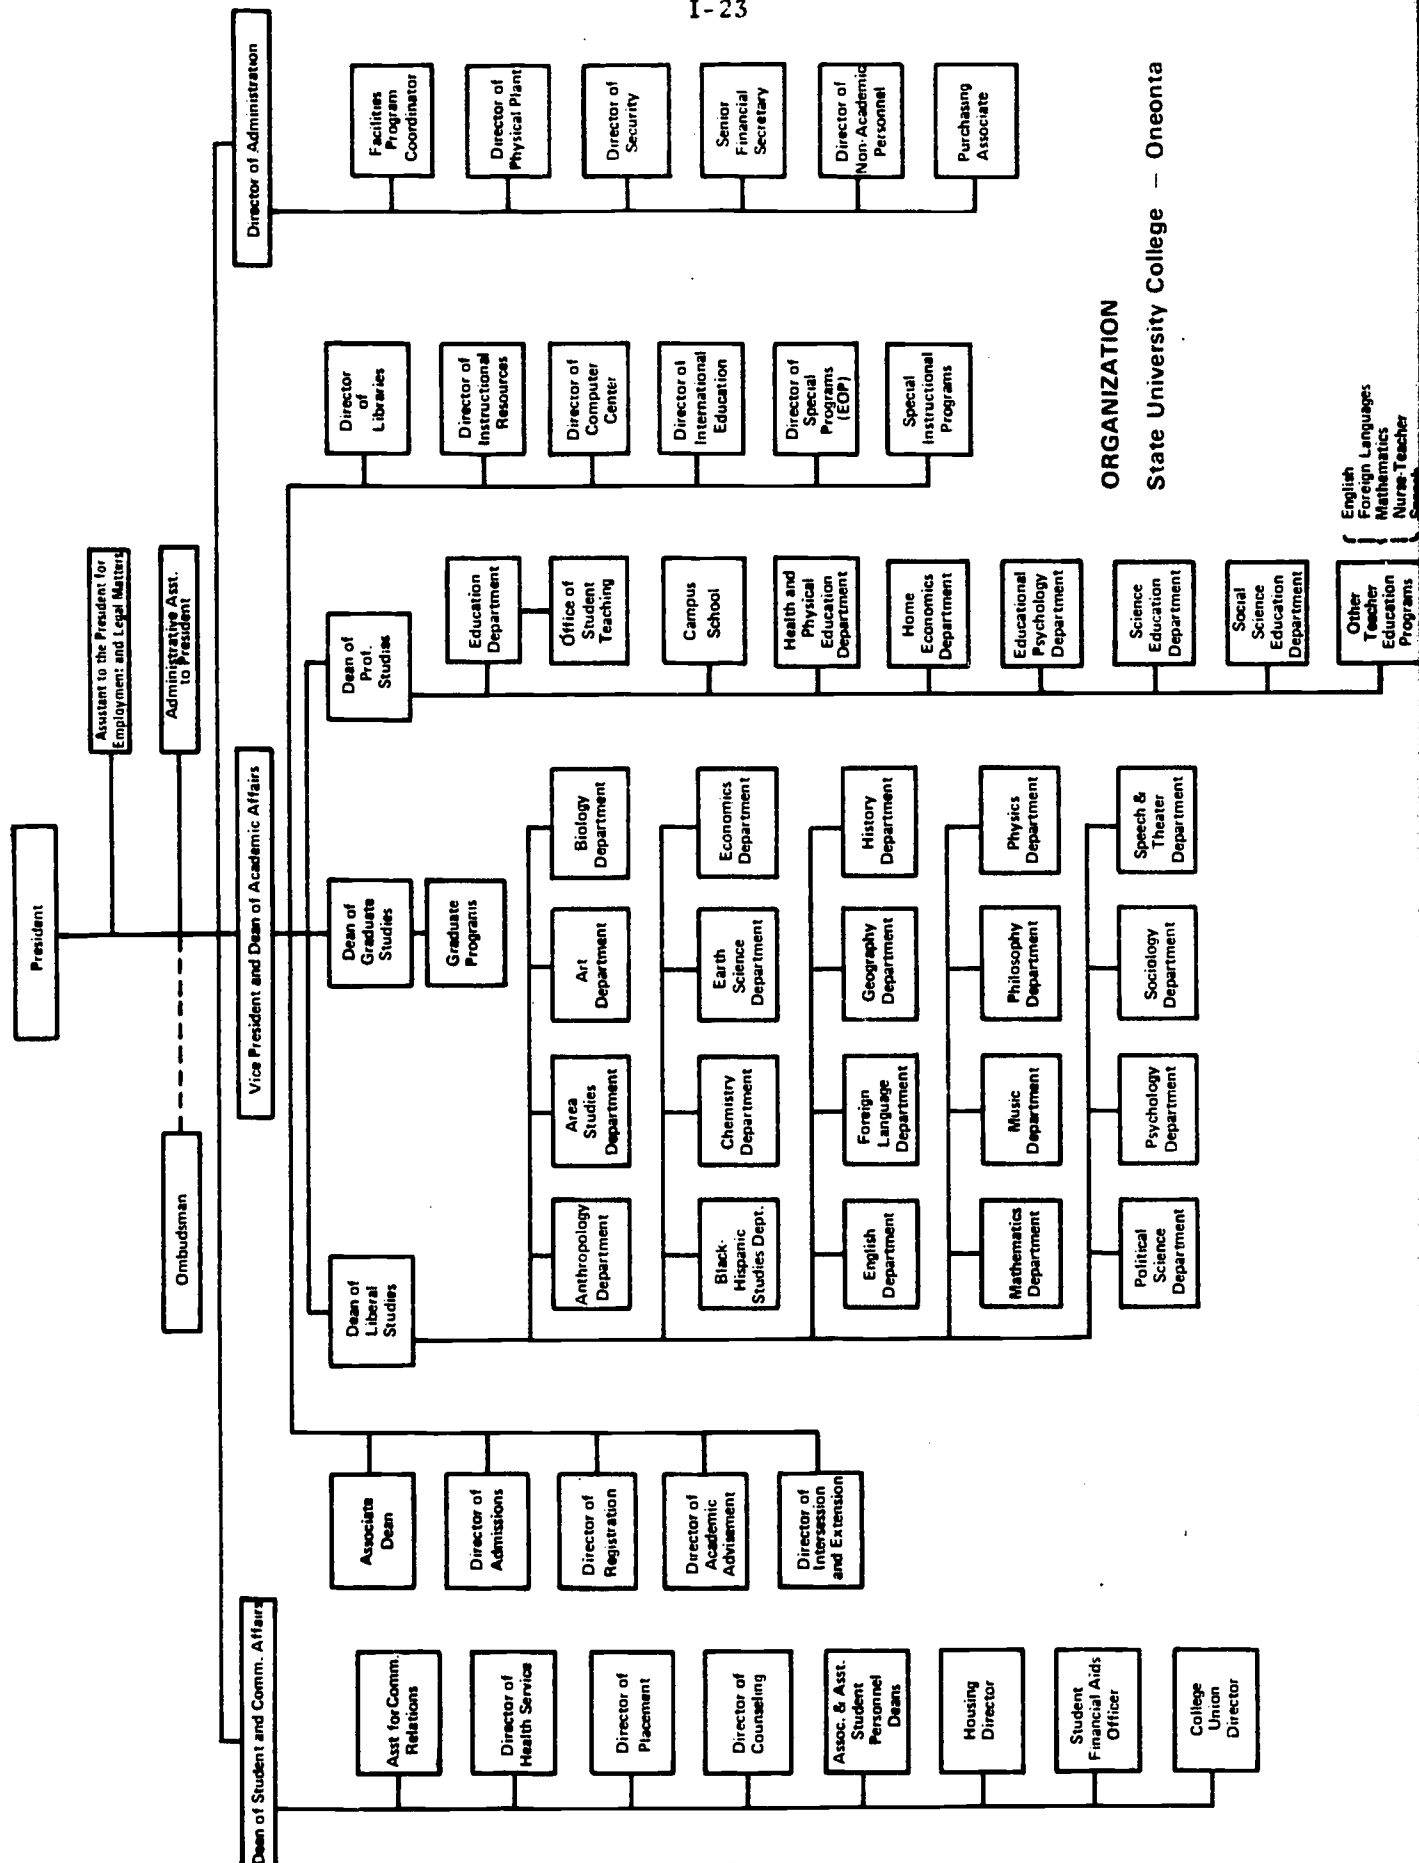 I-23
President
Assistant to the President for
Employment and Legal Matters
Administrative Asst.
to President
Ombudsman
Dean of Student and Comm. Affairs
Vice President and Dean of Academic Affairs
Director of Administration
Asst for Comm.
Relations
Director of
Health Service
Director of
Placement
Director of
Counseling
Assoc. & Asst.
Student
Personnel
Deans
Housing
Director
Student
Financial Aids
Officer
College
Union
Director
Associate
Dean
Director of
Admissions
Director of
Registration
Director of
Academic
Advisement
Director of
Intersession
and Extension
Dean of
Liberal
Studies
Anthropology
Department
Area
Studies
Department
Art
Department
Biology
Department
Black-
Hispanic
Studies Dept.
Chemistry
Department
Earth
Science
Department
Economics
Department
English
Department
Foreign
Language
Department
Geography
Department
History
Department
Mathematics
Department
Music
Department
Philosophy
Department
Physics
Department
Political
Science
Department
Psychology
Department
Sociology
Department
Speech &
Theater
Department
Dean of
Graduate
Studies
Graduate
Programs
Dean of
Prof.
Studies
Education
Department
Office of
Student
Teaching
Campus
School
Health and
Physical
Education
Department
Home
Economics
Department
Educational
Psychology
Department
Science
Education
Department
Social
Science
Education
Department
Other
Teacher
Education
Programs
English
Foreign Languages
Mathematics
Nurse-Teacher
Director
of
Libraries
Director of
Instructional
Resources
Director of
Computer
Center
Director of
International
Education
Director of
Special
Programs
(EOP)
Special
Instructional
Programs
Facilities
Program
Coordinator
Director of
Physical Plant
Director of
Security
Senior
Financial
Secretary
Director of
Non-Academic
Personnel
Purchasing
Associate
ORGANIZATION
State University College — Oneonta